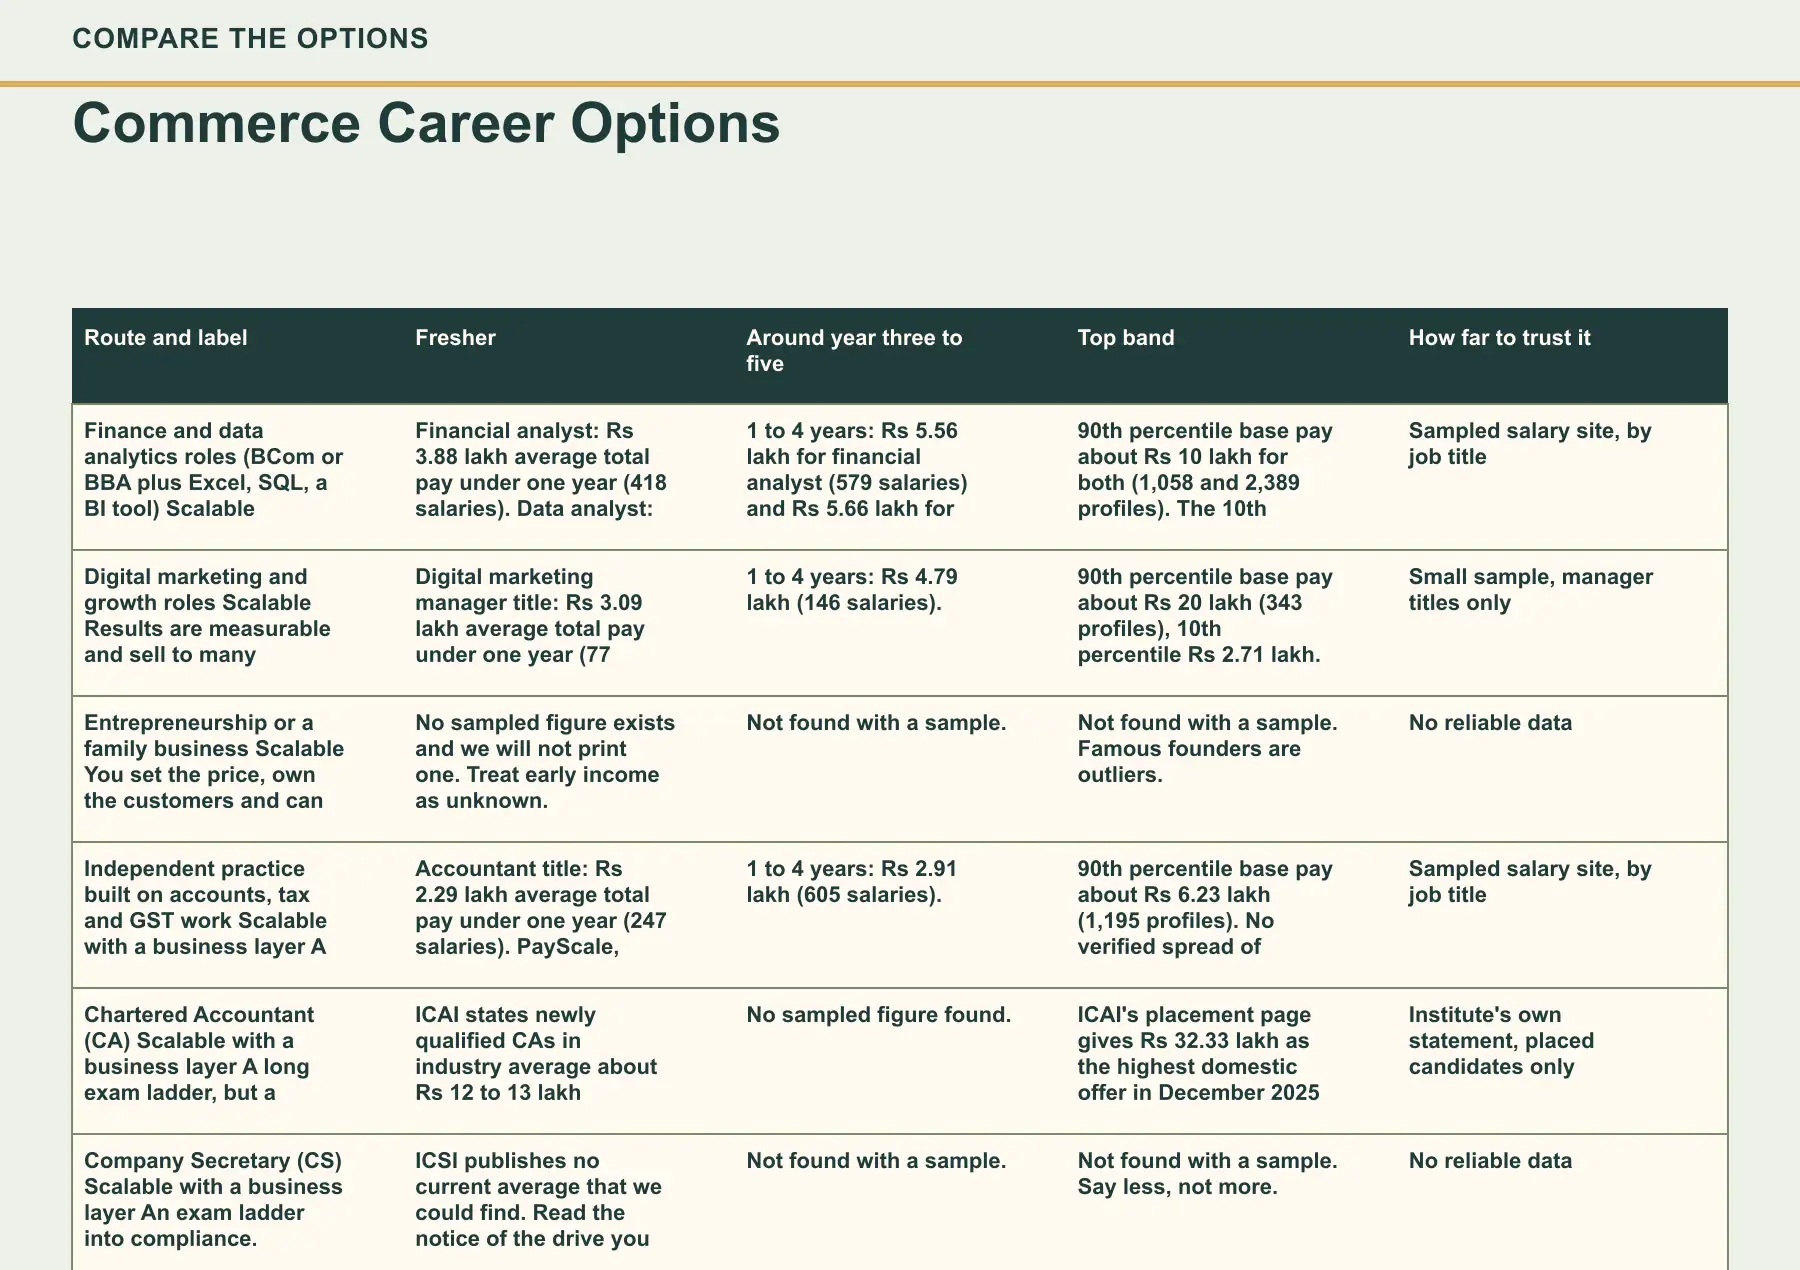 COMPARE THE OPTIONS
Commerce Career Options
Route and label
Fresher
Around year three to
five
Top band
How far to trust it
Finance and data
analytics roles (BCom or
BBA plus Excel, SQL, a
BI tool) Scalable
Financial analyst: Rs
3.88 lakh average total
pay under one year (418
salaries). Data analyst:
1 to 4 years: Rs 5.56
lakh for financial
analyst (579 salaries)
and Rs 5.66 lakh for
90th percentile base pay
about Rs 10 lakh for
both (1,058 and 2,389
profiles). The 10th
Sampled salary site, by
job title
Digital marketing and
growth roles Scalable
Results are measurable
and sell to many
Digital marketing
manager title: Rs 3.09
lakh average total pay
under one year (77
1 to 4 years: Rs 4.79
lakh (146 salaries).
90th percentile base pay
about Rs 20 lakh (343
profiles), 10th
percentile Rs 2.71 lakh.
Small sample, manager
titles only
Entrepreneurship or a
family business Scalable
You set the price, own
the customers and can
No sampled figure exists
and we will not print
one. Treat early income
as unknown.
Not found with a sample.
Not found with a sample.
Famous founders are
outliers.
No reliable data
Independent practice
built on accounts, tax
and GST work Scalable
with a business layer A
Accountant title: Rs
2.29 lakh average total
pay under one year (247
salaries). PayScale,
1 to 4 years: Rs 2.91
lakh (605 salaries).
90th percentile base pay
about Rs 6.23 lakh
(1,195 profiles). No
verified spread of
Sampled salary site, by
job title
Chartered Accountant
(CA) Scalable with a
business layer A long
exam ladder, but a
ICAI states newly
qualified CAs in
industry average about
Rs 12 to 13 lakh
No sampled figure found.
ICAI's placement page
gives Rs 32.33 lakh as
the highest domestic
offer in December 2025
Institute's own
statement, placed
candidates only
Company Secretary (CS)
Scalable with a business
layer An exam ladder
into compliance.
ICSI publishes no
current average that we
could find. Read the
notice of the drive you
Not found with a sample.
Not found with a sample.
Say less, not more.
No reliable data